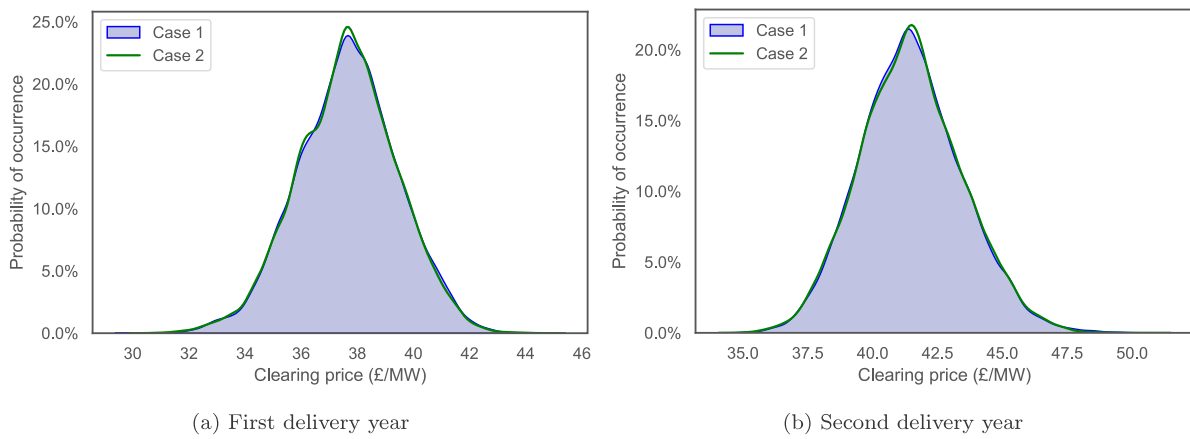 25.0%
20.0%
15.0%
10.0%
5.0%
0.0%
Probability of occurrence
Case 1
Case 2
30 32 34 36 38 40 42 44 46
Clearing price (£/MW)
(a) First delivery year
20.0%
15.0%
10.0%
5.0%
0.0%
Probability of occurrence
Case 1
Case 2
35.0 37.5 40.0 42.5 45.0 47.5 50.0
Clearing price (£/MW)
(b) Second delivery year